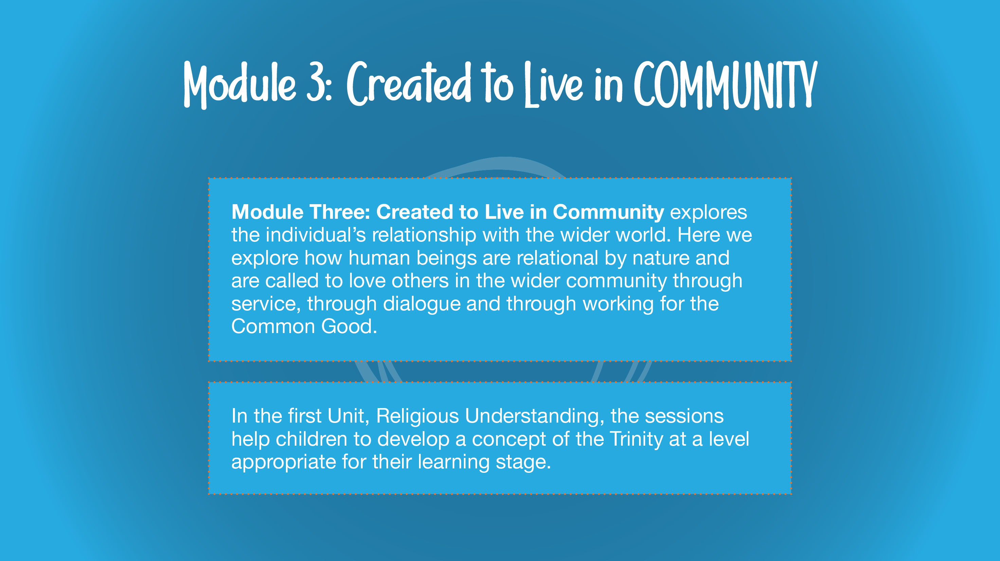 Module 3: Created to Live in COMMUNITY
Module Three: Created to Live in Community explores
the individual’s relationship with the wider world. Here we
explore how human beings are relational by nature and
are called to love others in the wider community through
service, through dialogue and through working for the
Common Good.
In the first Unit, Religious Understanding, the sessions
help children to develop a concept of the Trinity at a level
appropriate for their learning stage.